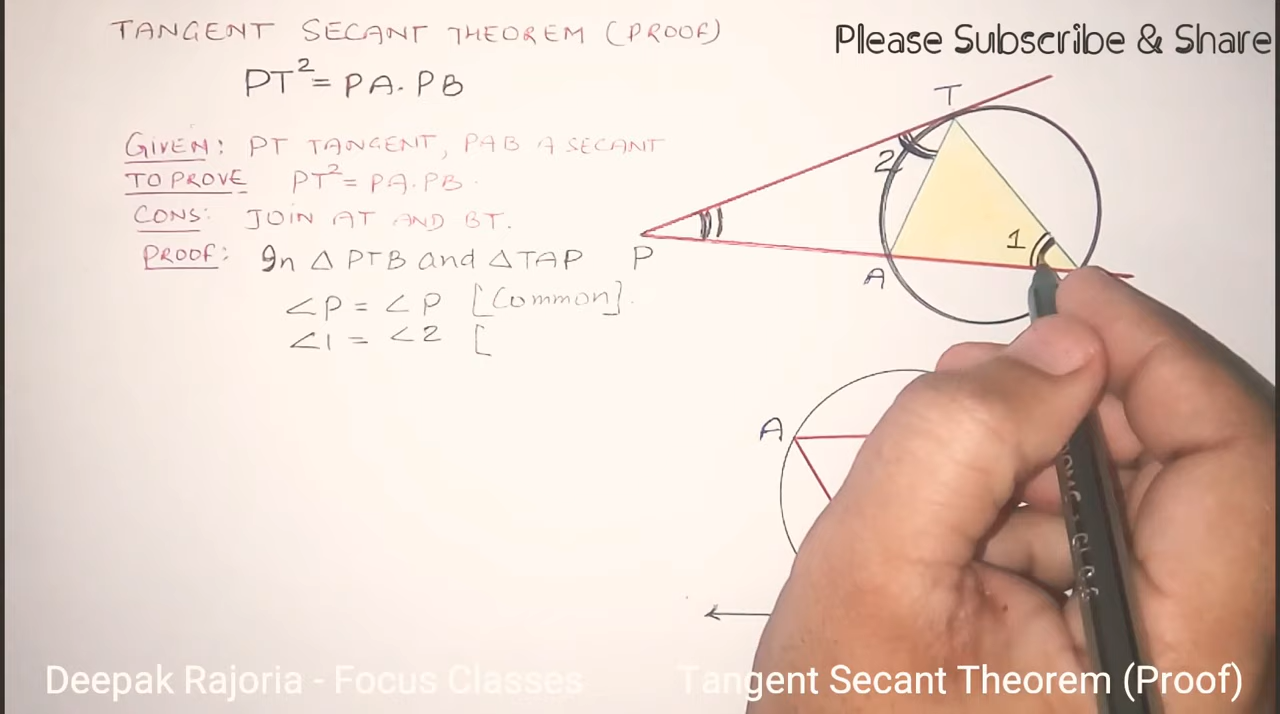 TANGENT SECANT THEOREM (PROOF)
Please Subscribe & Share
PT² = PA. PB
GIVEN: PT TANGENT, PAB A SECANT
TO PROVE PT² = PA.PB.
CONS: JOIN AT AND BT.
PROOF: In △ PTB and △TAP
∠P = ∠P [Common].
∠1 = ∠2 [
T
2
1
P
A
A
Deepak Rajoria - Focus Classes
Tangent Secant Theorem (Proof)